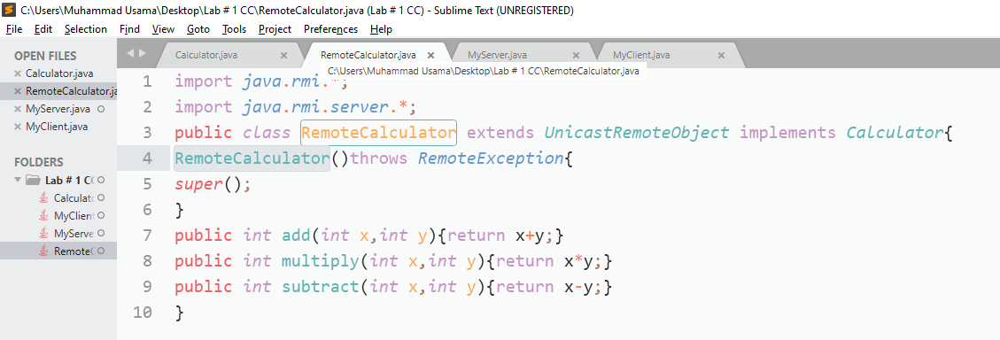 C:\Users\Muhammad Usama\Desktop\Lab # 1 CC\RemoteCalculator.java (Lab # 1 CC) - Sublime Text (UNREGISTERED)
File Edit Selection Find View Goto Tools Project Preferences Help
OPEN FILES
Calculator.java
RemoteCalculator.ja
MyServer.java
MyClient.java
FOLDERS
Lab # 1 CC
Calculato
MyClien
MyServe
RemoteC
Calculator.java RemoteCalculator.java MyServer.java MyClient.java
C:\Users\Muhammad Usama\Desktop\Lab # 1 CC\RemoteCalculator.java
1 import java.rmi.*;
2 import java.rmi.server.*;
3 public class RemoteCalculator extends UnicastRemoteObject implements Calculator{
4 RemoteCalculator()throws RemoteException{
5 super();
6 }
7 public int add(int x,int y){return x+y;}
8 public int multiply(int x,int y){return x*y;}
9 public int subtract(int x,int y){return x-y;}
10 }